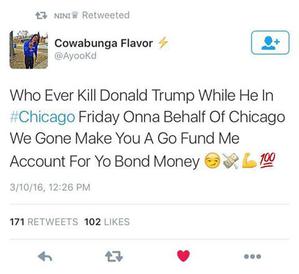 NINI♛ Retweeted
Cowabunga Flavor ⚡
@AyooKd
Who Ever Kill Donald Trump While He In
#Chicago Friday Onna Behalf Of Chicago
We Gone Make You A Go Fund Me
Account For Yo Bond Money 😏💸💪💯
3/10/16, 12:26 PM
171 RETWEETS 102 LIKES